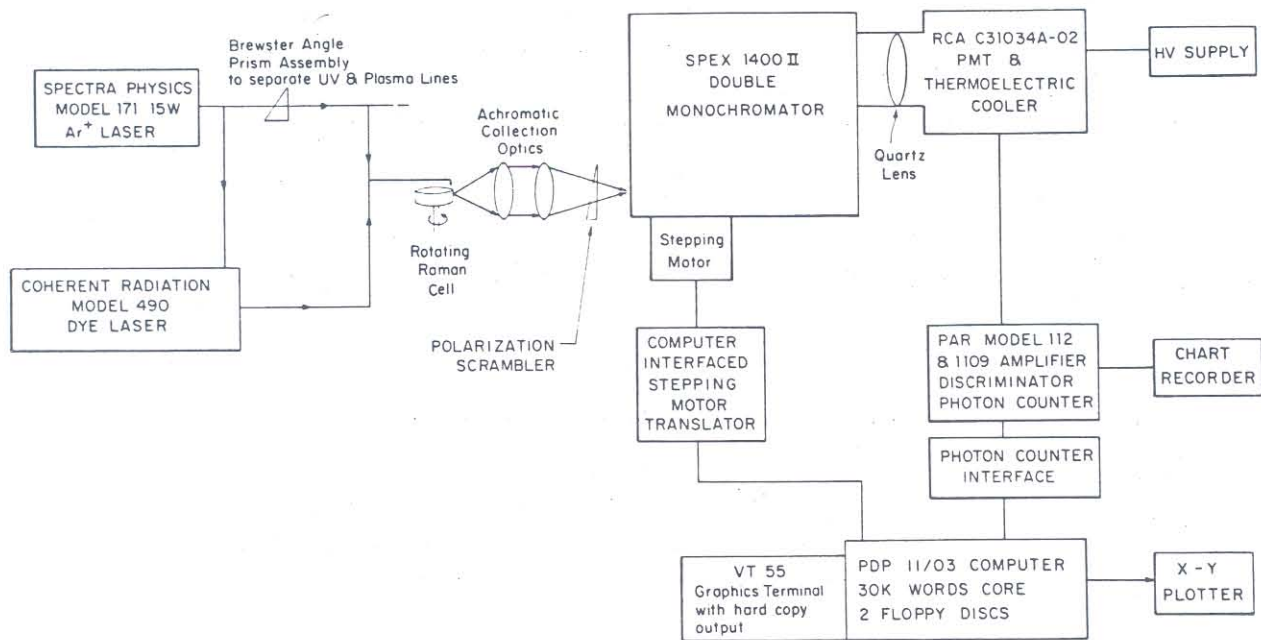 Brewster Angle
Prism Assembly
to separate UV & Plasma Lines
SPECTRA PHYSICS
MODEL 171 15W
Ar+ LASER
COHERENT RADIATION
MODEL 490
DYE LASER
Achromatic
Collection
Optics
Rotating
Raman
Cell
POLARIZATION
SCRAMBLER
SPEX 1400 II
DOUBLE
MONOCHROMATOR
Quartz
Lens
RCA C31034A-02
PMT &
THERMOELECTRIC
COOLER
HV SUPPLY
Stepping
Motor
COMPUTER
INTERFACED
STEPPING
MOTOR
TRANSLATOR
PAR MODEL 112
& 1109 AMPLIFIER
DISCRIMINATOR
PHOTON COUNTER
CHART
RECORDER
PHOTON COUNTER
INTERFACE
VT 55
Graphics Terminal
with hard copy
output
PDP 11/03 COMPUTER
30K WORDS CORE
2 FLOPPY DISCS
X-Y
PLOTTER